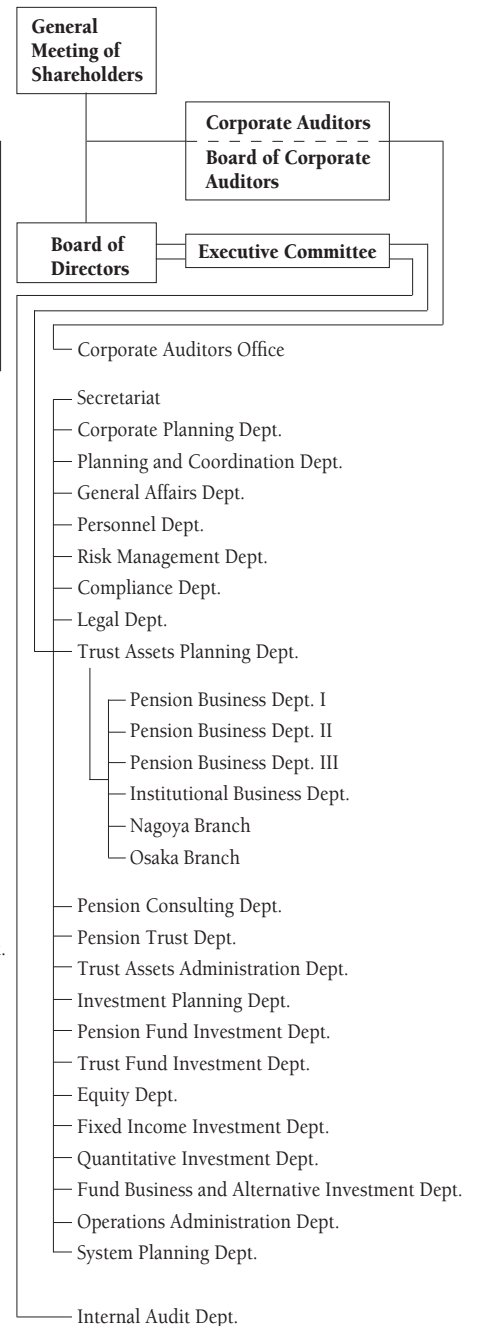 General
Meeting of
Shareholders
Corporate Auditors
Board of Corporate
Auditors
Board of
Directors
Executive Committee
Corporate Auditors Office
Secretariat
Corporate Planning Dept.
Planning and Coordination Dept.
General Affairs Dept.
Personnel Dept.
Risk Management Dept.
Compliance Dept.
Legal Dept.
Trust Assets Planning Dept.
Pension Business Dept. I
Pension Business Dept. II
Pension Business Dept. III
Institutional Business Dept.
Nagoya Branch
Osaka Branch
Pension Consulting Dept.
Pension Trust Dept.
Trust Assets Administration Dept.
Investment Planning Dept.
Pension Fund Investment Dept.
Trust Fund Investment Dept.
Equity Dept.
Fixed Income Investment Dept.
Quantitative Investment Dept.
Fund Business and Alternative Investment Dept.
Operations Administration Dept.
System Planning Dept.
Internal Audit Dept.